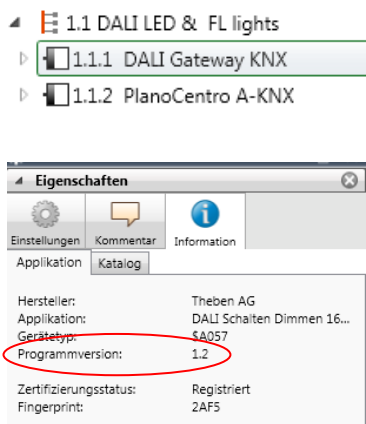 1.1 DALI LED & FL lights
1.1.1 DALI Gateway KNX
1.1.2 PlanoCentro A-KNX
Eigenschaften
Einstellungen Kommentar Information
Applikation Katalog
Hersteller: Theben AG
Applikation: DALI Schalten Dimmen 16...
Gerätetyp: $A057
Programmversion: 1.2
Zertifizierungsstatus: Registriert
Fingerprint: 2AF5